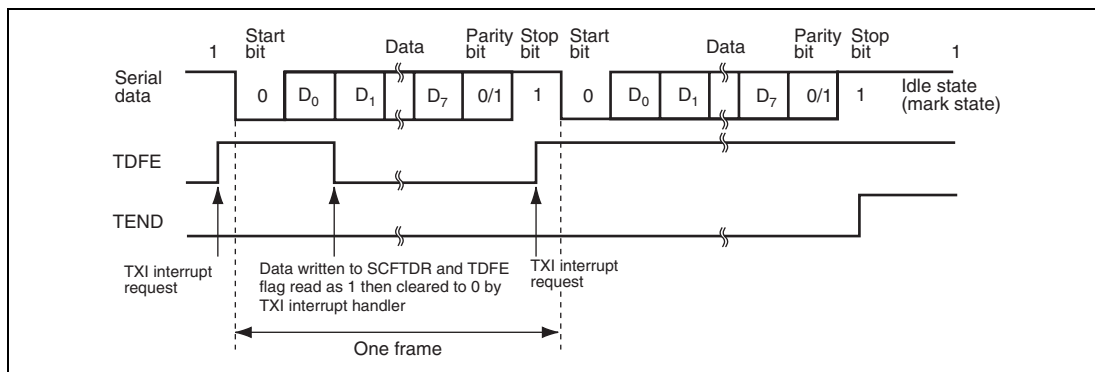 1 Start bit Data Parity bit Stop bit Start bit Data Parity bit Stop bit 1
Serial data 0 D0 D1 D7 0/1 1 0 D0 D1 D7 0/1 1 Idle state (mark state)
TDFE
TEND
TXI interrupt request
Data written to SCFTDR and TDFE
flag read as 1 then cleared to 0 by
TXI interrupt handler
TXI interrupt request
One frame